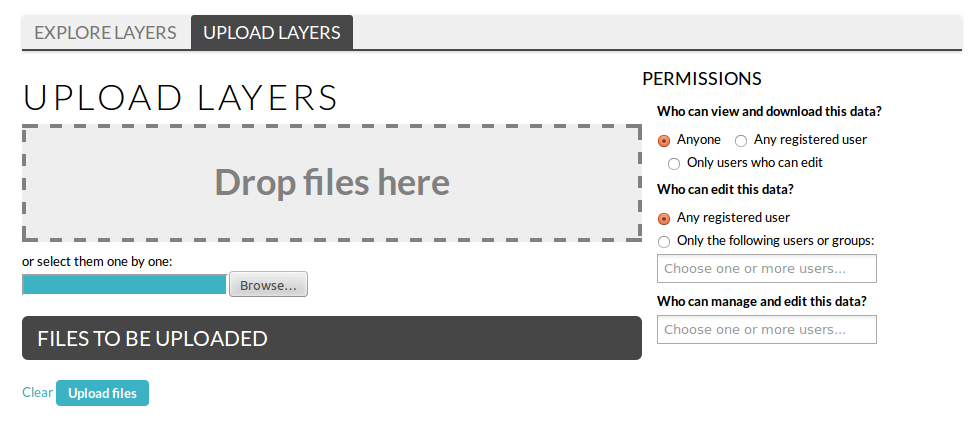 EXPLORE LAYERS
UPLOAD LAYERS
UPLOAD LAYERS
Drop files here
or select them one by one:
Browse...
FILES TO BE UPLOADED
Clear
Upload files
PERMISSIONS
Who can view and download this data?
Anyone
Any registered user
Only users who can edit
Who can edit this data?
Any registered user
Only the following users or groups:
Choose one or more users...
Who can manage and edit this data?
Choose one or more users...